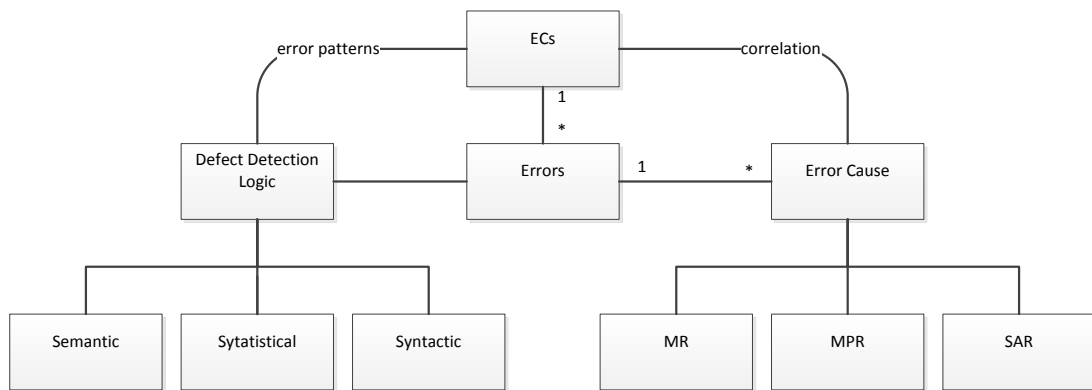 ECs
error patterns
correlation
1
*
Defect Detection
Logic
Errors
1
*
Error Cause
Semantic
Sytatistical
Syntactic
MR
MPR
SAR